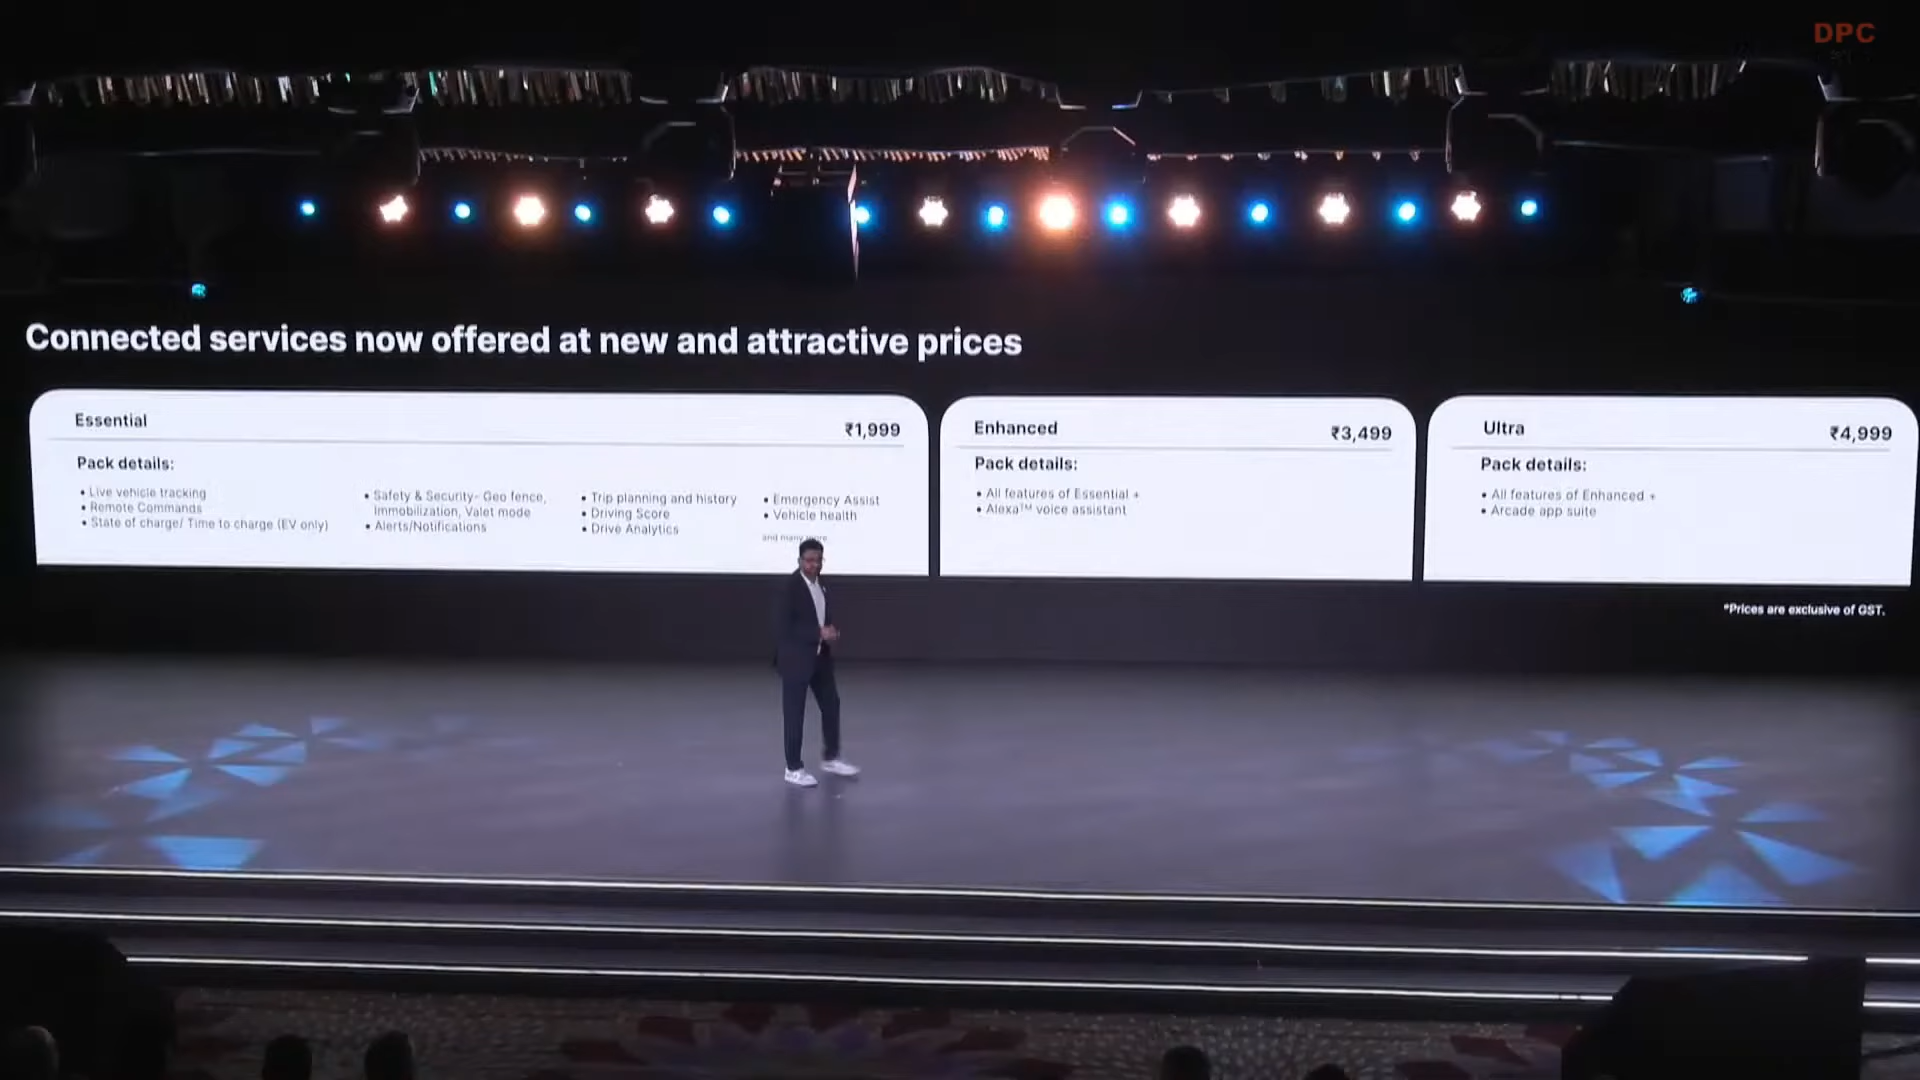 DPC
Connected services now offered at new and attractive prices
Essential
₹1,999
Pack details:
• Live vehicle tracking
• Remote Commands
• State of charge/ Time to charge (EV only)
• Safety & Security- Geo fence,
Immobilization, Valet mode
• Alerts/Notifications
• Trip planning and history
• Driving Score
• Drive Analytics
• Emergency Assist
• Vehicle health
and many more
Enhanced
₹3,499
Pack details:
• All features of Essential +
• Alexa™ voice assistant
Ultra
₹4,999
Pack details:
• All features of Enhanced +
• Arcade app suite
*Prices are exclusive of GST.